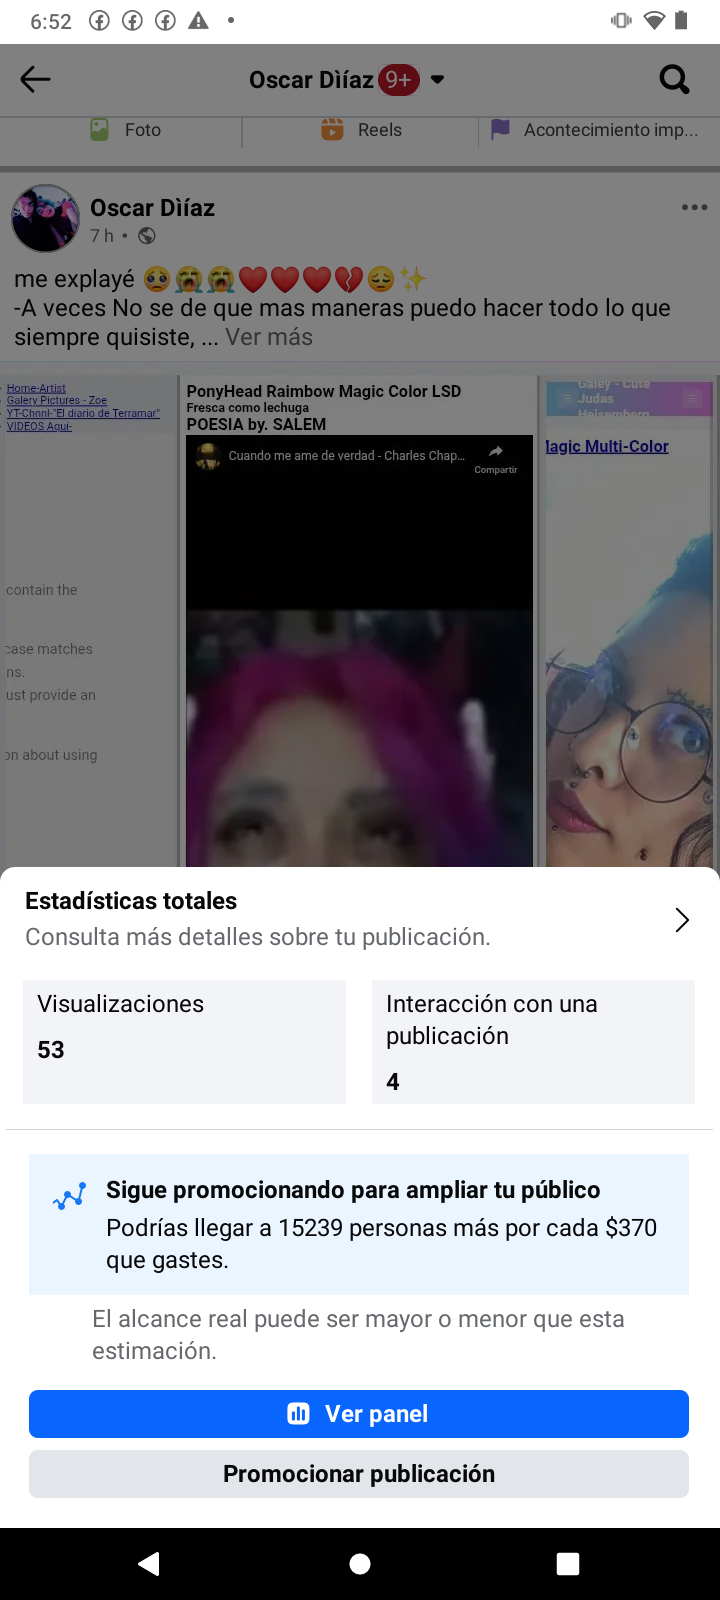 6:52
Oscar Dìíaz 9+
Foto
Reels
Acontecimiento imp...
Oscar Dìíaz
7 h
me explayé 🥺😭😭❤️❤️❤️💔😔✨
-A veces No se de que mas maneras puedo hacer todo lo que
siempre quisiste, ... Ver más
Home-Artist
Galery Pictures - Zoe
YT-Chnnl-"El diario de Terramar"
VIDEOS Aquí-
contain the
case matches
ns.
ust provide an
on about using
PonyHead Raimbow Magic Color LSD
Fresca como lechuga
POESIA by. SALEM
Cuando me ame de verdad - Charles Chap...
Compartir
Galey - Cute
Judas
Heisemberg
Magic Multi-Color
Estadísticas totales
Consulta más detalles sobre tu publicación.
Visualizaciones
53
Interacción con una
publicación
4
Sigue promocionando para ampliar tu público
Podrías llegar a 15239 personas más por cada $370
que gastes.
El alcance real puede ser mayor o menor que esta
estimación.
Ver panel
Promocionar publicación